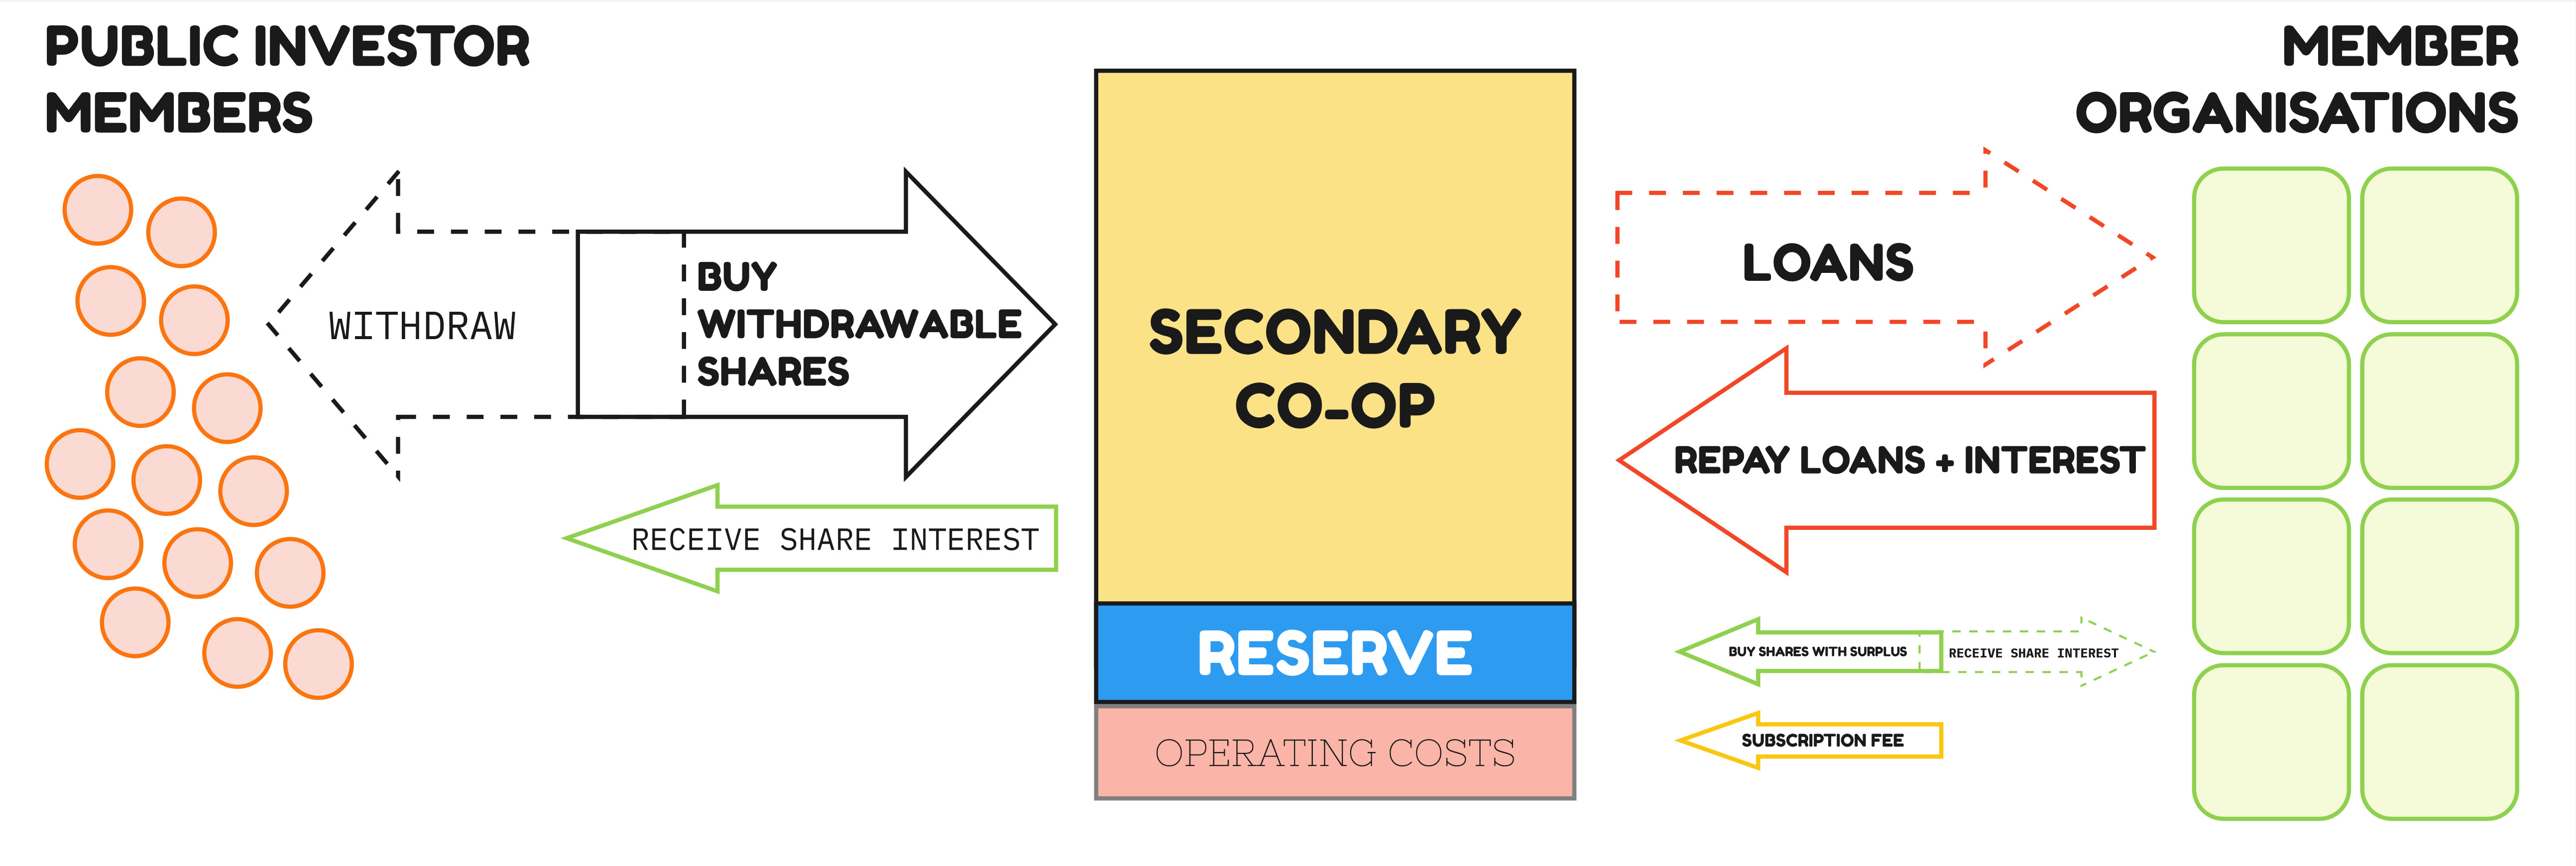 PUBLIC INVESTOR
MEMBERS
MEMBER
ORGANISATIONS
WITHDRAW
BUY
WITHDRAWABLE
SHARES
RECEIVE SHARE INTEREST
SECONDARY
CO-OP
RESERVE
OPERATING COSTS
LOANS
REPAY LOANS + INTEREST
BUY SHARES WITH SURPLUS
RECEIVE SHARE INTEREST
SUBSCRIPTION FEE